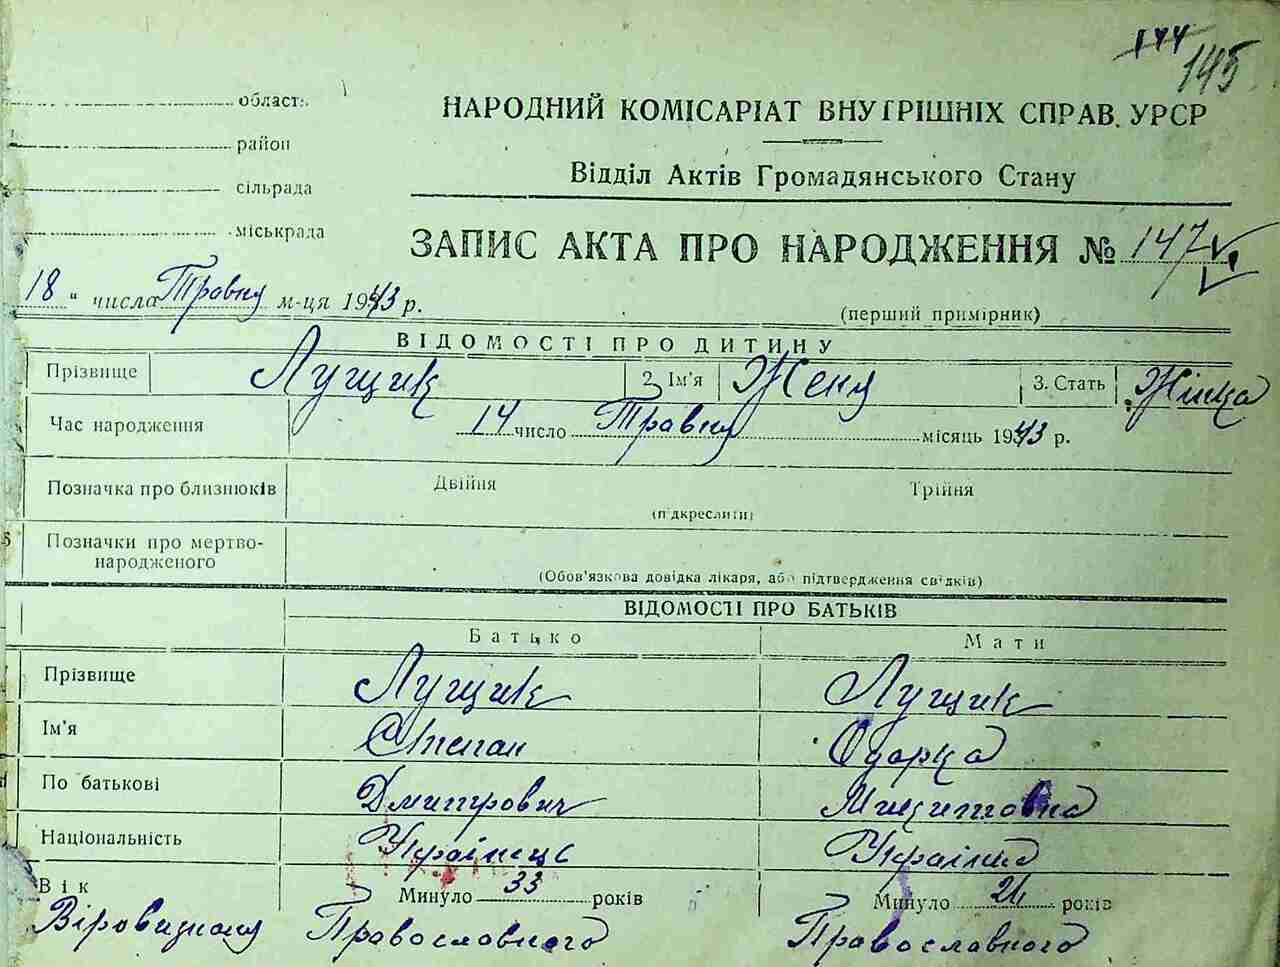 144
145
област
НАРОДНИЙ КОМІСАРІАТ ВНУТРІШНІХ СПРАВ. УРСР
район
Відділ Актів Громадянського Стану
сільрада
міськрада
ЗАПИС АКТА ПРО НАРОДЖЕННЯ № 147
18 " числа Травня м-ця 1943 р.
(перший примірник)
ВІДОМОСТІ ПРО ДИТИНУ
Прізвище Лущик 2. Ім'я Женя 3. Стать Жінка
Час народження 14 число Травня місяць 1943 р.
Позначка про близнюків Двійня Трійня
(підкреслити)
5 Позначки про мертво-
народженого
(Обов'язкова довідка лікаря, або підтвердження свідків)
ВІДОМОСТІ ПРО БАТЬКІВ
Батько Мати
Прізвище Лущик Лущик
Ім'я Степан Одарка
По батькові Дмитрович Микитовна
Національність Українець Українка
Вік Минуло 33 років Минуло років
Віровизнання Православного Православного